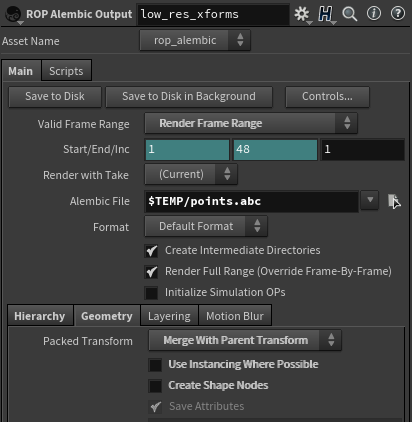 ROP Alembic Output low_res_xforms
Asset Name rop_alembic
Main Scripts
Save to Disk Save to Disk in Background Controls...
Valid Frame Range Render Frame Range
Start/End/Inc 1 48 1
Render with Take (Current)
Alembic File $TEMP/points.abc
Format Default Format
Create Intermediate Directories
Render Full Range (Override Frame-By-Frame)
Initialize Simulation OPs
Hierarchy Geometry Layering Motion Blur
Packed Transform Merge With Parent Transform
Use Instancing Where Possible
Create Shape Nodes
Save Attributes